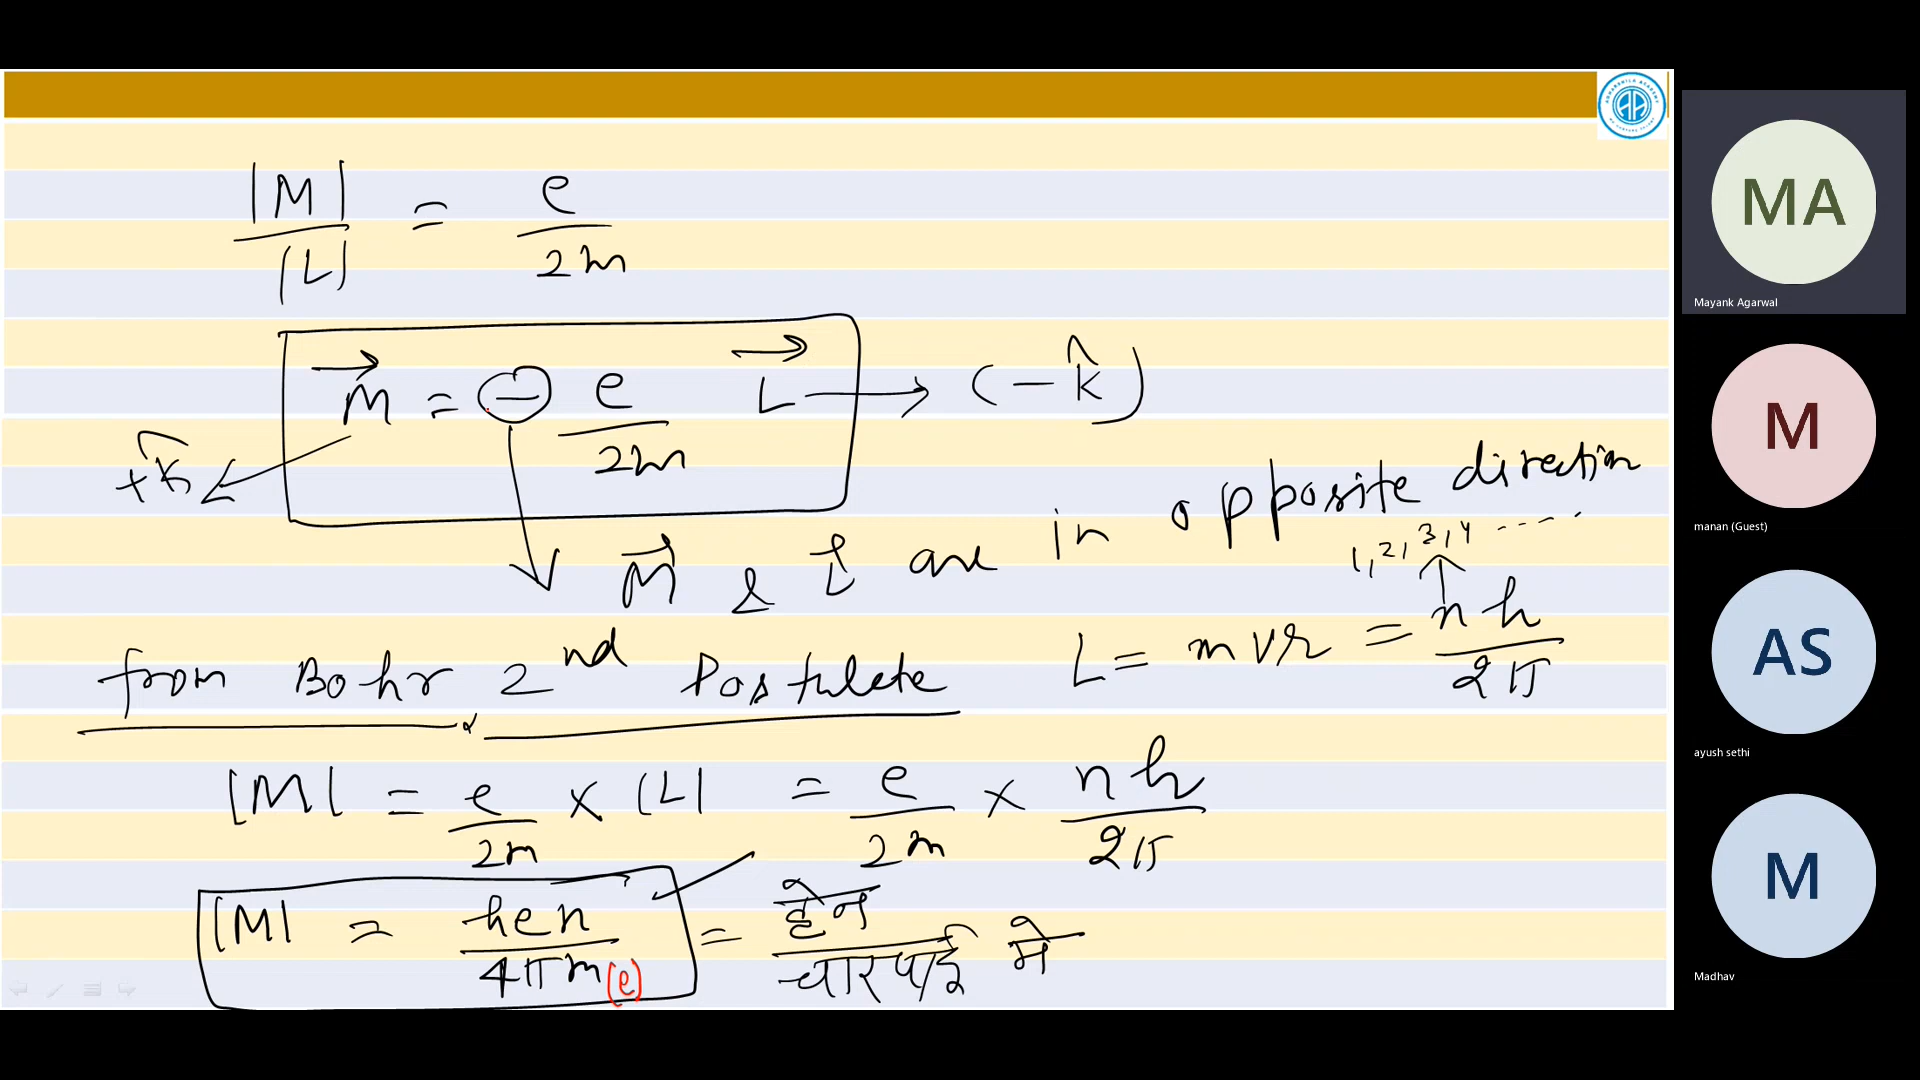 |M| / |L| = e / 2m
M⃗ = ⊖ e / 2m L⃗ → (-k̂)
+k̂
M⃗ & L⃗ are in opposite direction
1, 2, 3, 4 ----
from Bohr 2nd Postulate L = mvr = nh / 2π
|M| = e / 2m × |L| = e / 2m × nh / 2π
|M| = hen / 4πm(e) = हेन / चारपाई मे
MA
Mayank Agarwal
M
manan (Guest)
AS
ayush sethi
M
Madhav